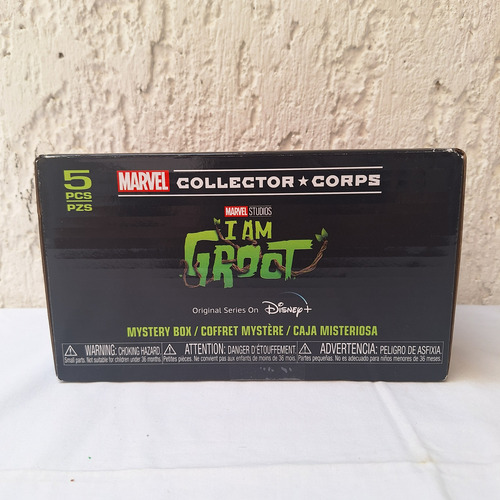 5
PCS
PZS
MARVEL COLLECTOR ★ CORPS
MARVEL STUDIOS
"I AM
GROOT"
Original Series On Disney+
MYSTERY BOX / COFFRET MYSTÈRE / CAJA MISTERIOSA
WARNING: CHOKING HAZARD
Small parts. Not suitable for children under 36 months.
ATTENTION: DANGER D'ÉTOUFFEMENT
Petites pièces. Ne convient pas aux enfants de moins de 36 mois.
ADVERTENCIA: PELIGRO DE ASFIXIA.
Partes pequeñas. No es adecuado para niños menores de 36 meses.